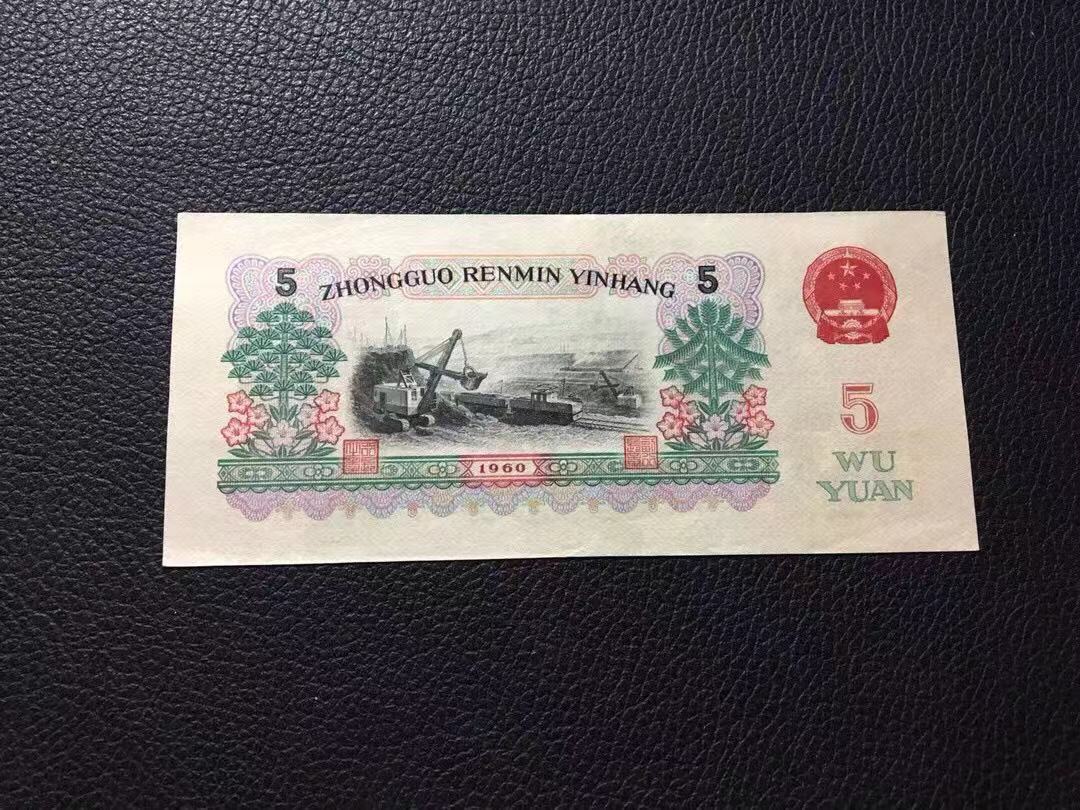 5 ZHONGGUO RENMIN YINHANG 5
5
WU
YUAN
1960